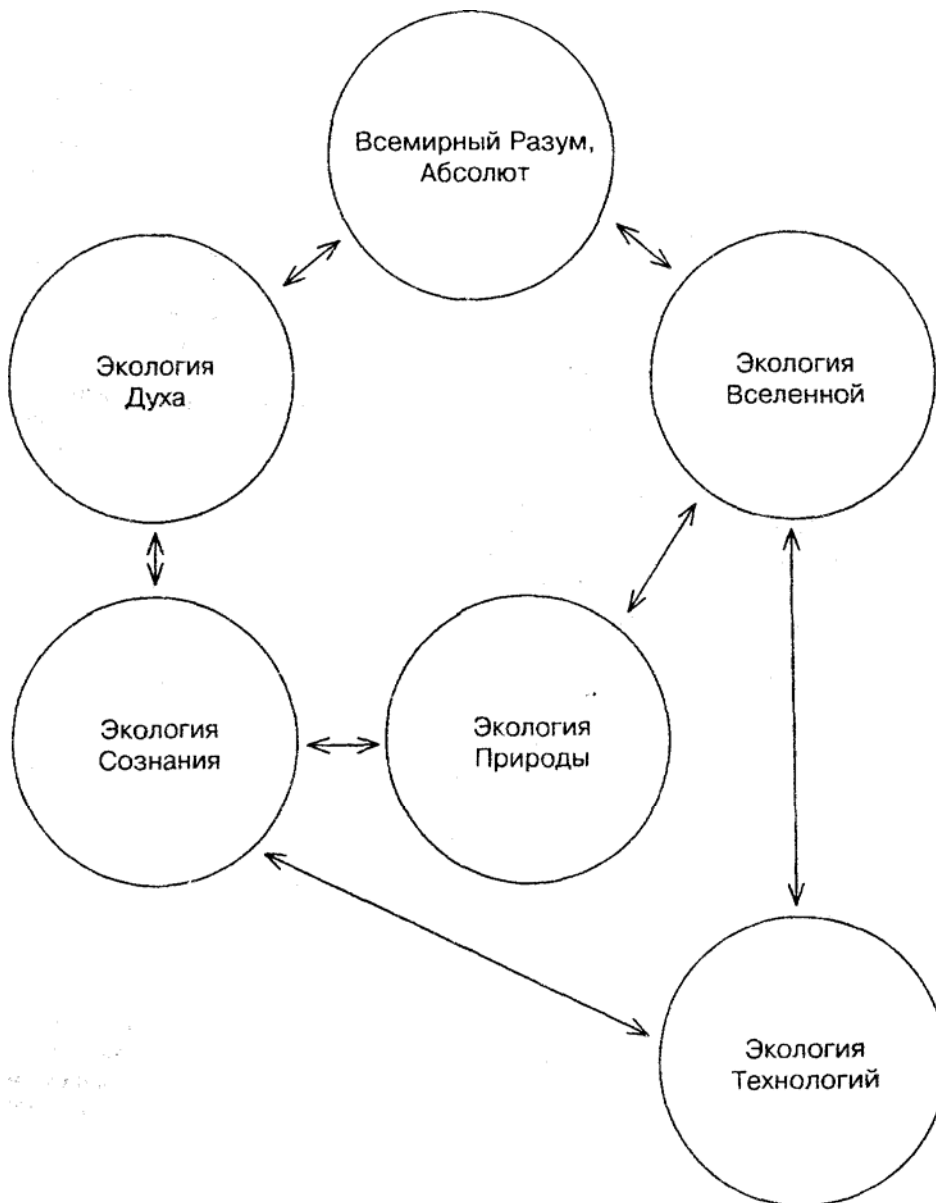 Всемирный Разум,
Абсолют
Экология
Духа
Экология
Вселенной
Экология
Сознания
Экология
Природы
Экология
Технологий